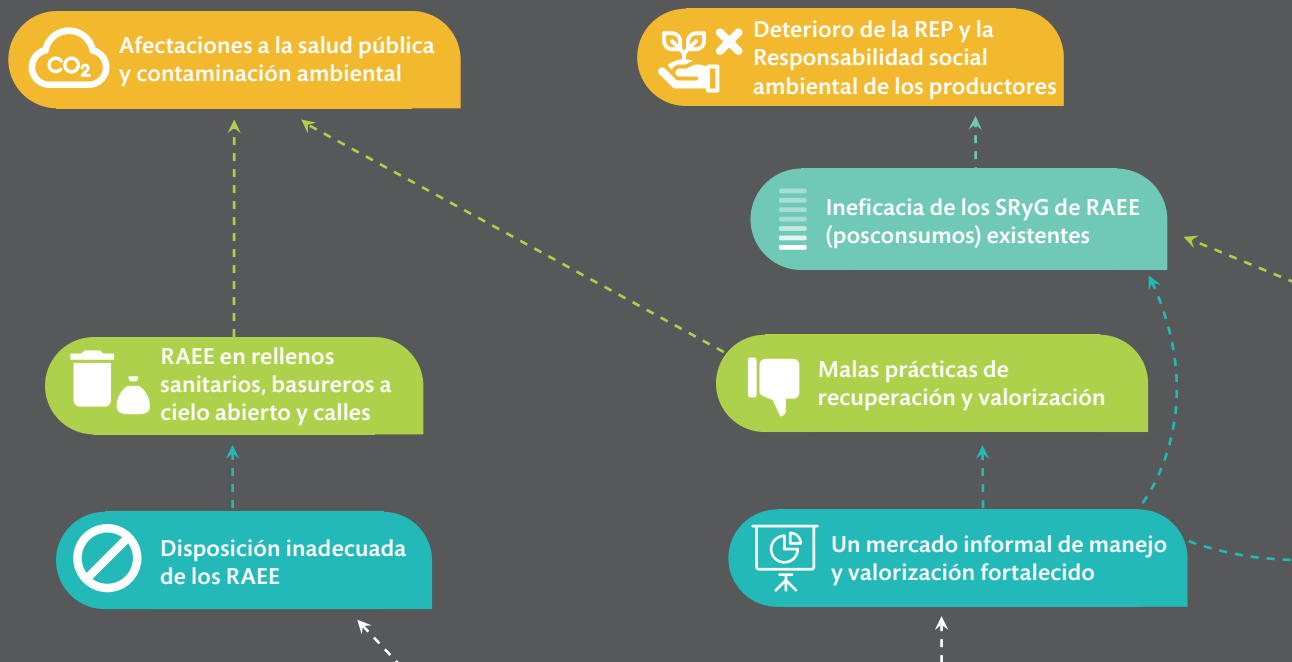 CO2
Afectaciones a la salud pública
y contaminación ambiental
Deterioro de la REP y la
Responsabilidad social
ambiental de los productores
Ineficacia de los SRyG de RAEE
(posconsumos) existentes
RAEE en rellenos
sanitarios, basureros a
cielo abierto y calles
Malas prácticas de
recuperación y valorización
Disposición inadecuada
de los RAEE
Un mercado informal de manejo
y valorización fortalecido